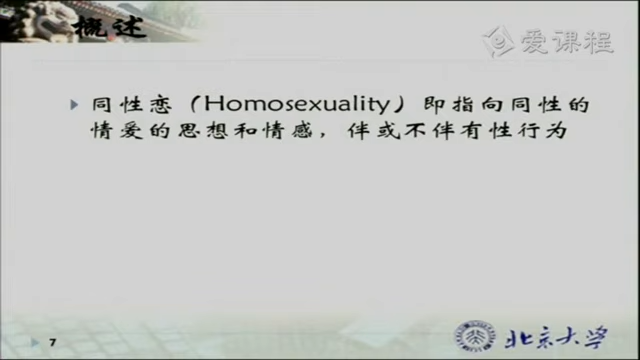 概述
爱课程
同性恋（Homosexuality）即指向同性的
情爱的思想和情感，伴或不伴有性行为
7
北京大学